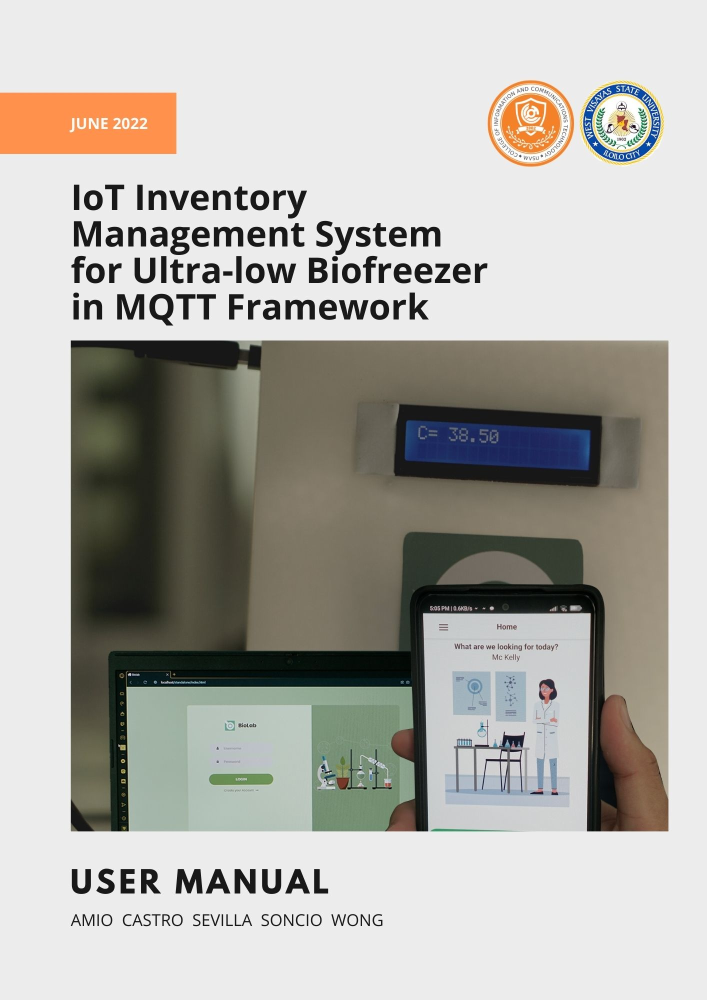 JUNE 2022
COLLEGE OF INFORMATION AND COMMUNICATIONS TECHNOLOGY ★ WVSU ★
2002
WEST VISAYAS STATE UNIVERSITY
1902
ILOILO CITY
IoT Inventory
Management System
for Ultra-low Biofreezer
in MQTT Framework
C= 38.50
5:05 PM | 0.6KB/s
Home
What are we looking for today?
Mc Kelly
Biolab
localhost/standalone/index.html
BioLab
Username
Password
LOGIN
Create your Account →
USER MANUAL
AMIO CASTRO SEVILLA SONCIO WONG